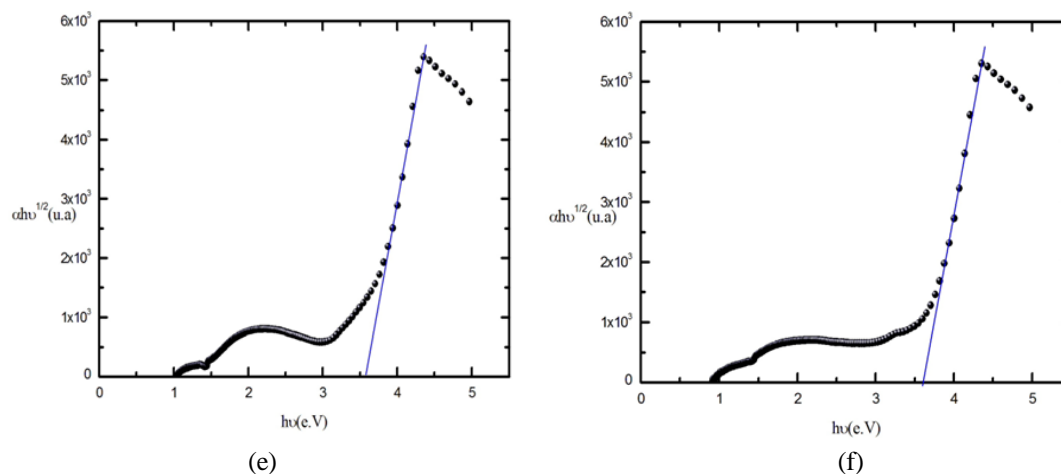 6x10³
5x10³
4x10³
3x10³
2x10³
1x10³
0
αhυ^1/2(u.a)
0 1 2 3 4 5
hυ(e.V)
(e)
6x10³
5x10³
4x10³
3x10³
2x10³
1x10³
0
αhυ^1/2(u.a)
0 1 2 3 4 5
hυ(e.V)
(f)